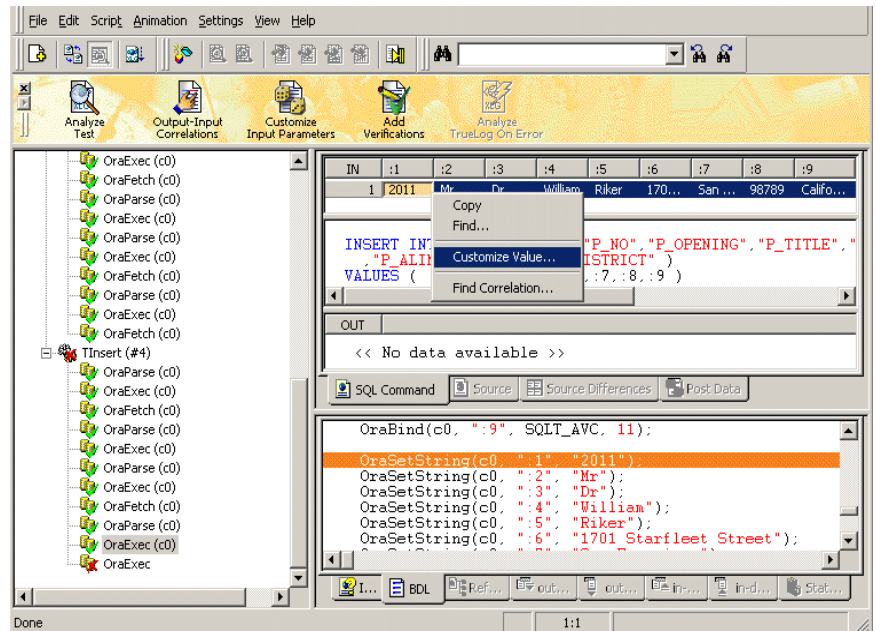 File Edit Script Animation Settings View Help
Analyze Test
Output-Input Correlations
Customize Input Parameters
Add Verifications
Analyze TrueLog On Error
OraExec (c0)
OraFetch (c0)
OraParse (c0)
OraExec (c0)
OraParse (c0)
OraExec (c0)
OraFetch (c0)
OraParse (c0)
OraExec (c0)
OraFetch (c0)
TInsert (#4)
OraParse (c0)
OraExec (c0)
OraFetch (c0)
OraParse (c0)
OraExec (c0)
OraParse (c0)
OraExec (c0)
OraFetch (c0)
OraParse (c0)
OraExec (c0)
OraExec
IN :1 :2 :3 :4 :5 :6 :7 :8 :9
1 2011 Mr Dr William Riker 170... San ... 98789 Califo...
Copy
Find...
Customize Value...
Find Correlation...
INSERT INT "P_NO","P_OPENING","P_TITLE","
,"P_ALI ISTRICT" )
VALUES ( ,:7,:8,:9 )
OUT
<< No data available >>
SQL Command Source Source Differences Post Data
OraBind(c0, ":9", SQLT_AVC, 11);
OraSetString(c0, ":1", "2011");
OraSetString(c0, ":2", "Mr");
OraSetString(c0, ":3", "Dr");
OraSetString(c0, ":4", "William");
OraSetString(c0, ":5", "Riker");
OraSetString(c0, ":6", "1701 Starfleet Street");
I... BDL Ref... out... out... in-... in-d... Stat...
Done 1:1